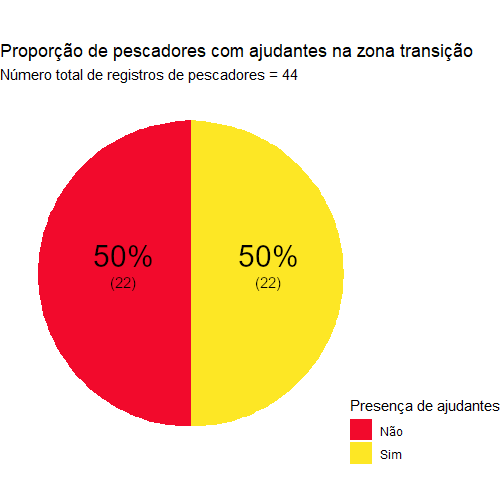 Proporção de pescadores com ajudantes na zona transição
Número total de registros de pescadores = 44
50%
(22)
50%
(22)
Presença de ajudantes
Não
Sim